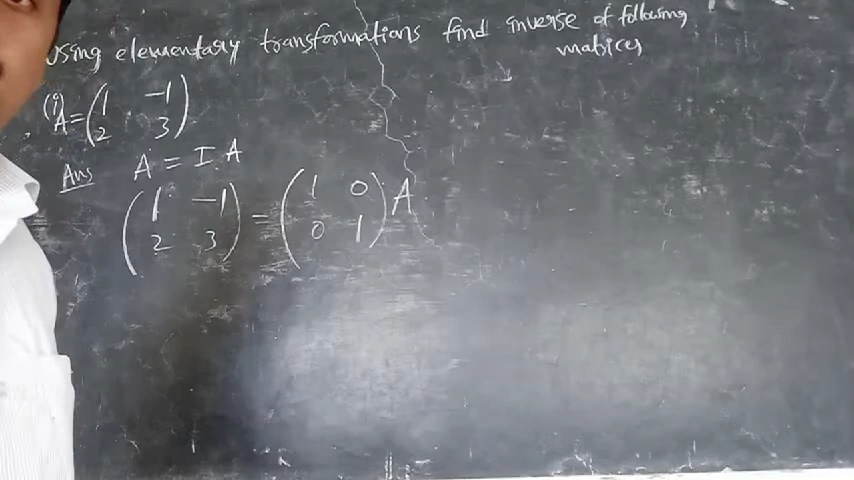 using elementary transformations find inverse of following
matrices
(i) A = ( 1 -1
2 3 )
Ans A = I.A
( 1 -1 = ( 1 0 A
2 3 ) 0 1 )